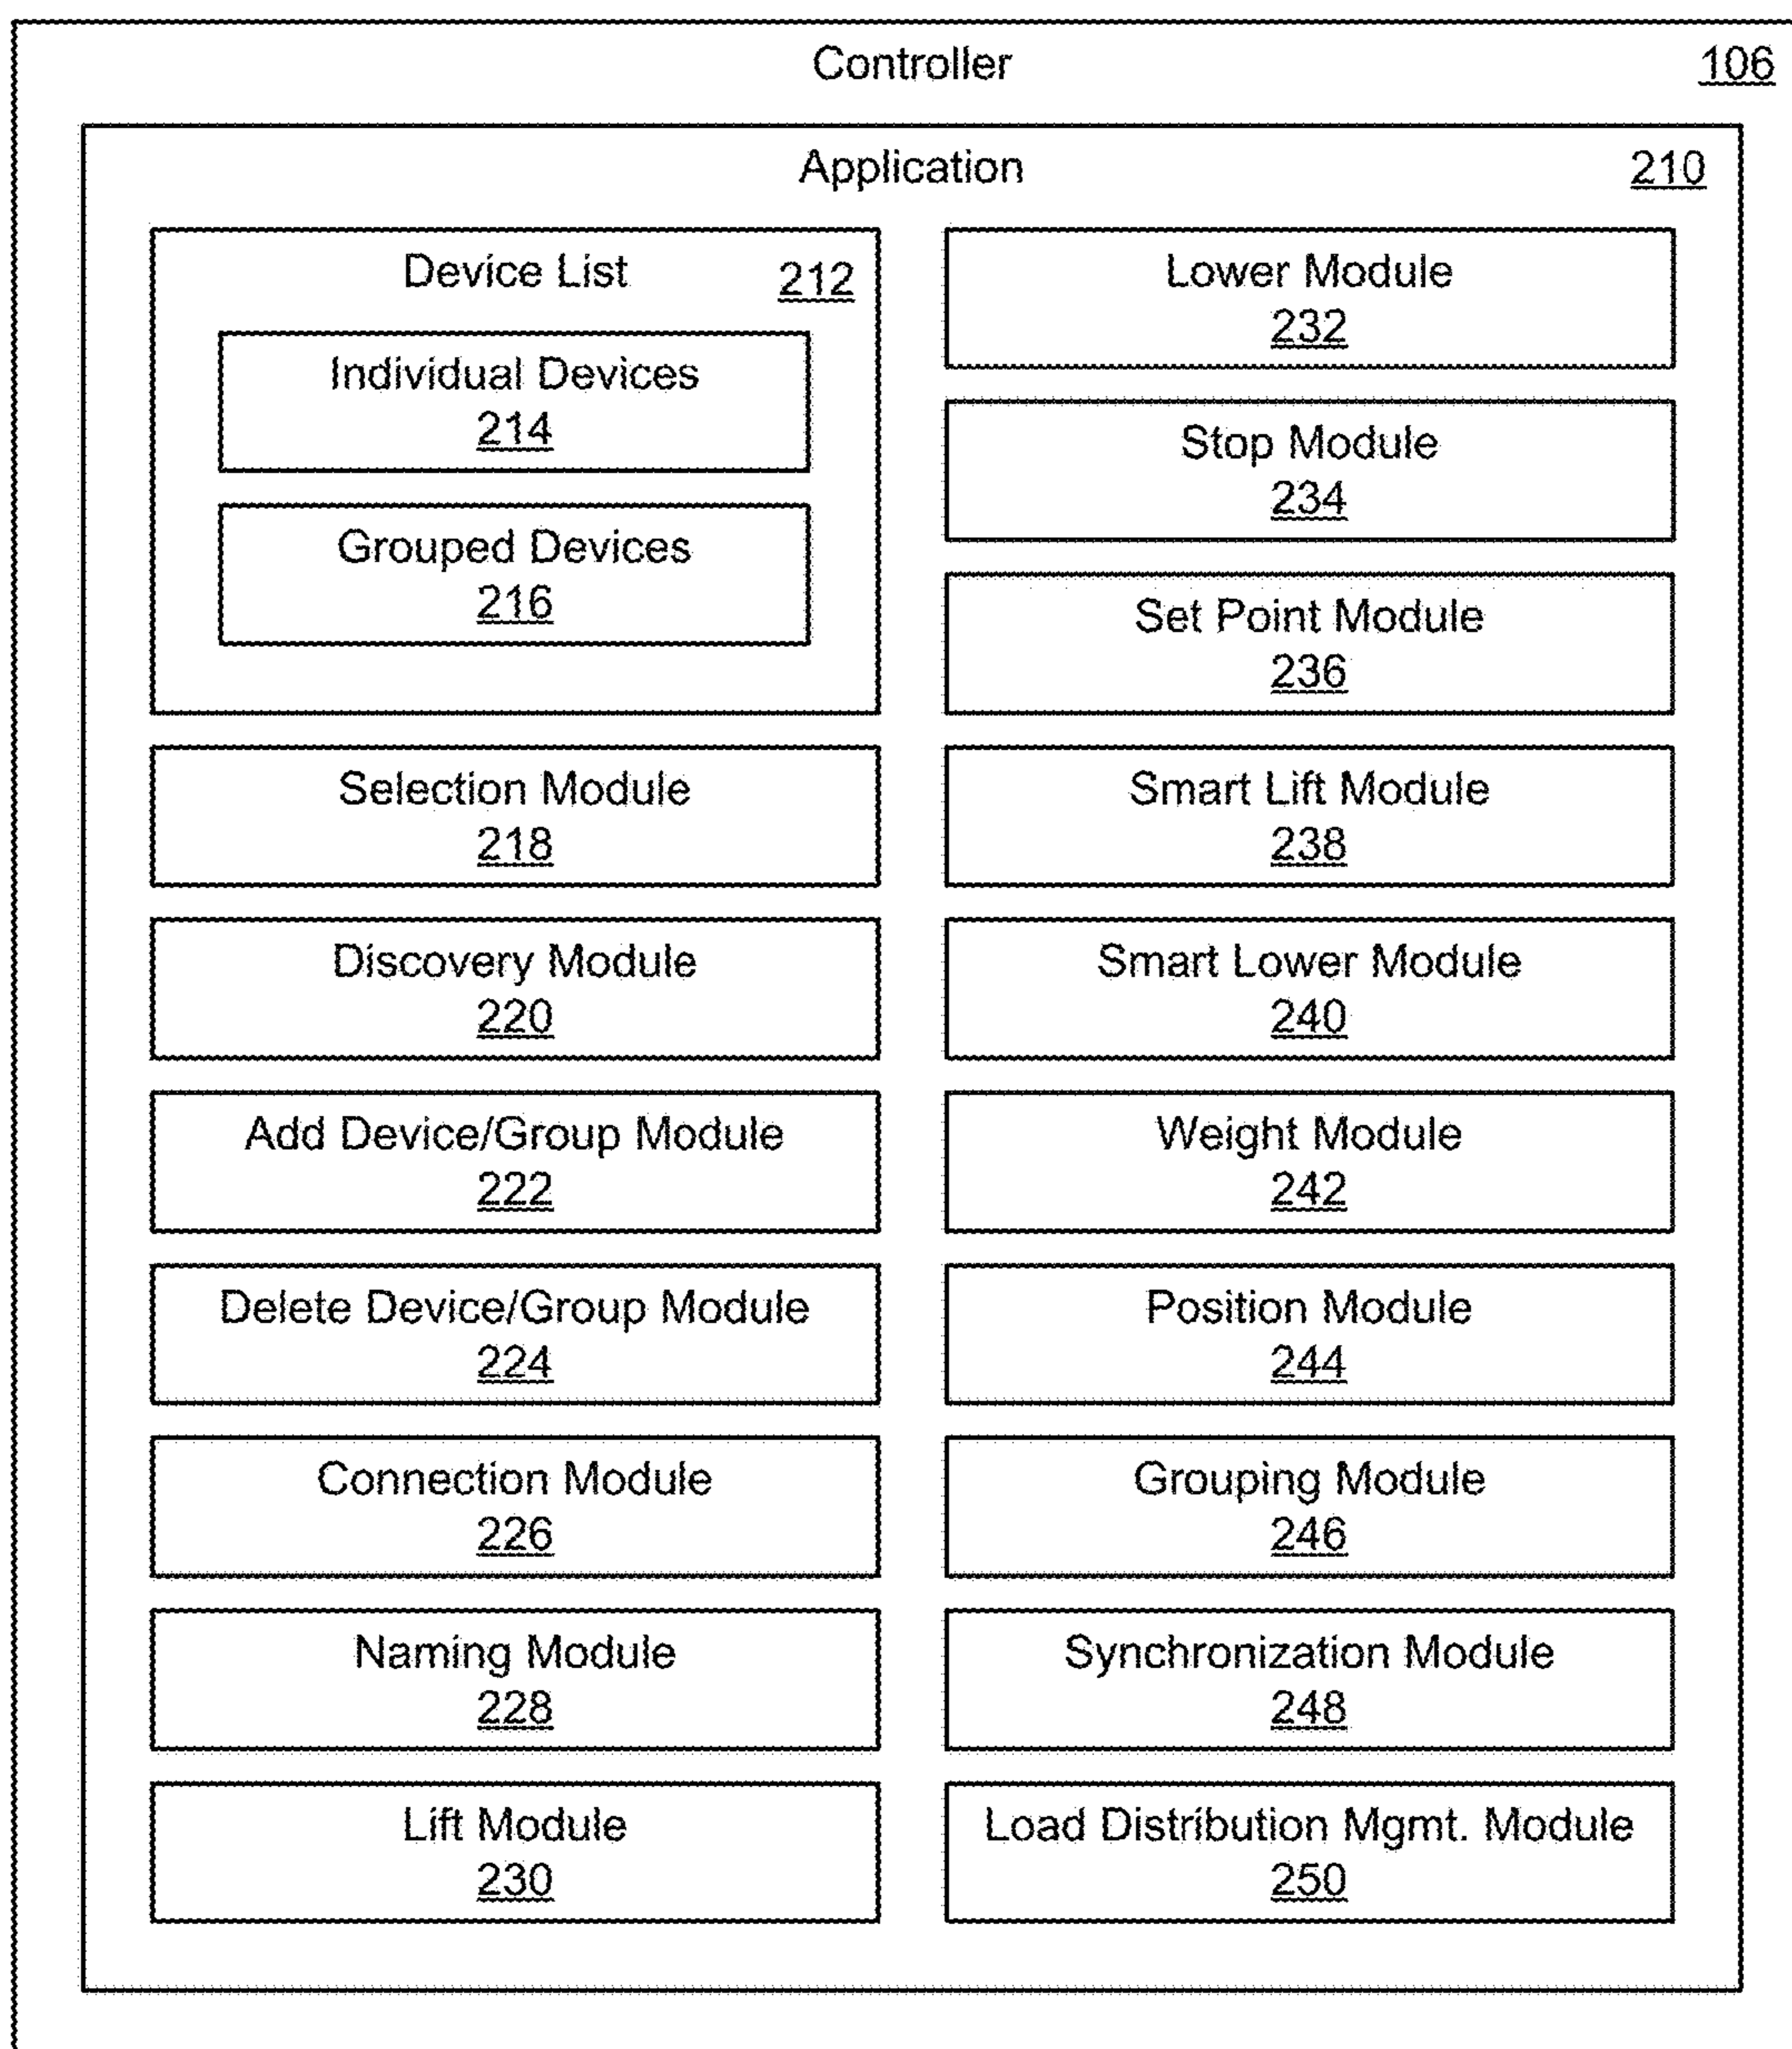 Controller 106
Application 210
Device List 212
Individual Devices
214
Grouped Devices
216
Selection Module
218
Discovery Module
220
Add Device/Group Module
222
Delete Device/Group Module
224
Connection Module
226
Naming Module
228
Lift Module
230
Lower Module
232
Stop Module
234
Set Point Module
236
Smart Lift Module
238
Smart Lower Module
240
Weight Module
242
Position Module
244
Grouping Module
246
Synchronization Module
248
Load Distribution Mgmt. Module
250